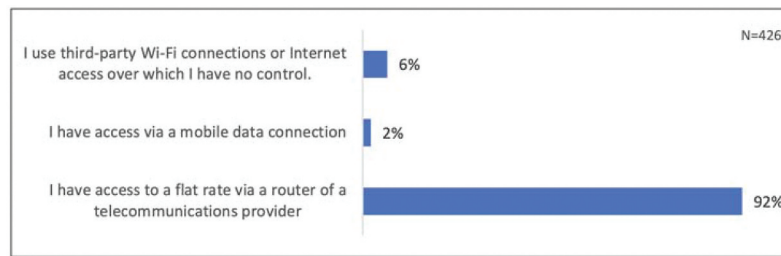 N=426
I use third-party Wi-Fi connections or Internet
access over which I have no control.
6%
I have access via a mobile data connection
2%
I have access to a flat rate via a router of a
telecommunications provider
92%